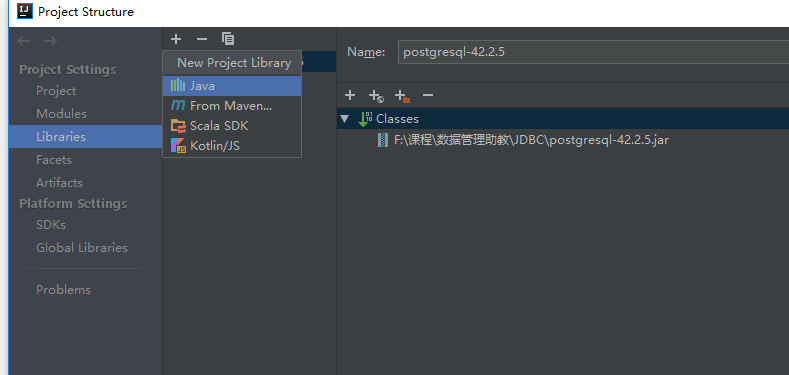 Project Structure
Project Settings
Project
Modules
Libraries
Facets
Artifacts
Platform Settings
SDKs
Global Libraries
Problems
New Project Library
Java
From Maven...
Scala SDK
Kotlin/JS
Name:
postgresql-42.2.5
Classes
F:\课程\数据管理助教\JDBC\postgresql-42.2.5.jar